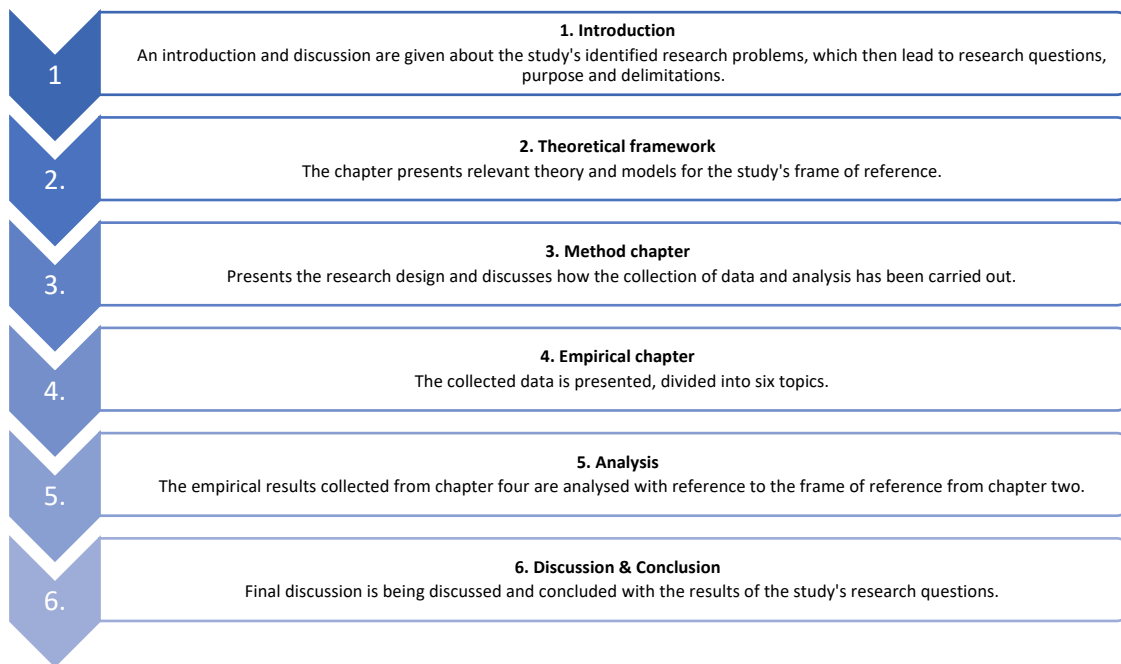 1
1. Introduction
An introduction and discussion are given about the study's identified research problems, which then lead to research questions,
purpose and delimitations.
2.
2. Theoretical framework
The chapter presents relevant theory and models for the study's frame of reference.
3.
3. Method chapter
Presents the research design and discusses how the collection of data and analysis has been carried out.
4.
4. Empirical chapter
The collected data is presented, divided into six topics.
5.
5. Analysis
The empirical results collected from chapter four are analysed with reference to the frame of reference from chapter two.
6.
6. Discussion & Conclusion
Final discussion is being discussed and concluded with the results of the study's research questions.